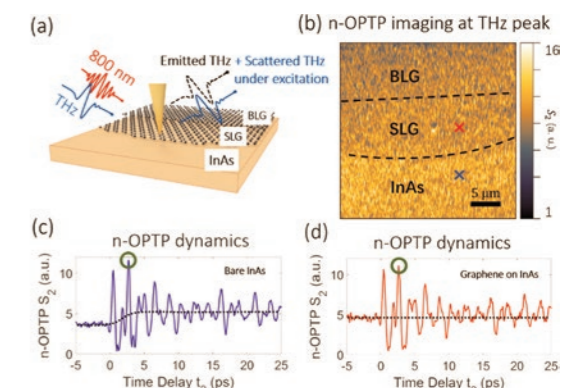 (a)
800 nm
THz
Emitted THz
+ Scattered THz
under excitation
BLG
SLG
InAs
(b)
n-OPTP imaging at THz peak
BLG
SLG
InAs
5 μm
16
S₂ (a. u.)
1
(c)
n-OPTP dynamics
Bare InAs
n-OPTP S₂ (a.u.)
10
5
0
-5 0 5 10 15 20 25
Time Delay t (ps)
(d)
n-OPTP dynamics
Graphene on InAs
n-OPTP S₂ (a.u.)
10
5
0
-5 0 5 10 15 20 25
Time Delay t (ps)